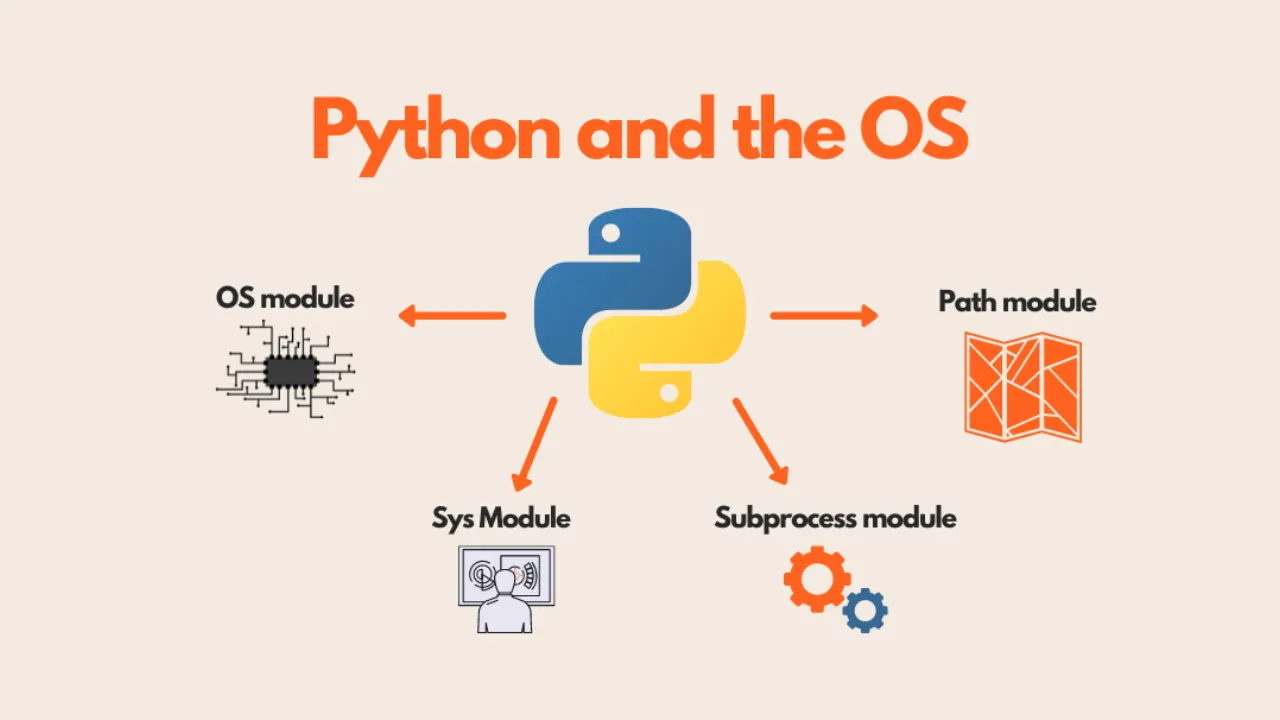 Python and the OS
OS module
Path module
Sys Module
Subprocess module